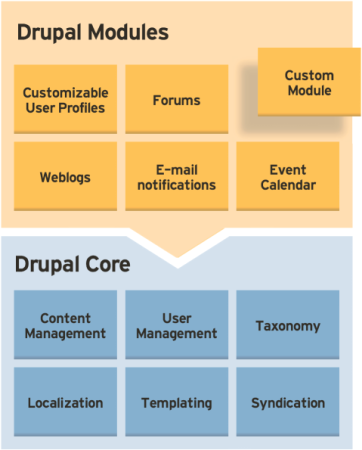 Drupal Modules
Customizable
User Profiles
Forums
Custom
Module
Weblogs
E-mail
notifications
Event
Calendar
Drupal Core
Content
Management
User
Management
Taxonomy
Localization
Templating
Syndication